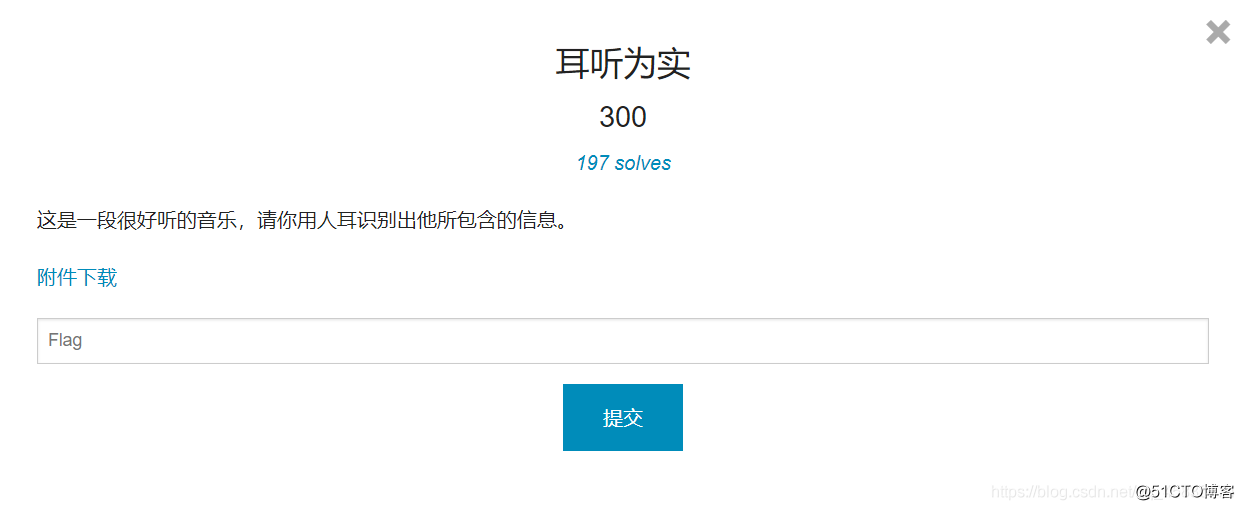 耳听为实
300
197 solves
这是一段很好听的音乐，请你用人耳识别出他所包含的信息。
附件下载
Flag
提交
https://blog.csdn.net/
@51CTO博客